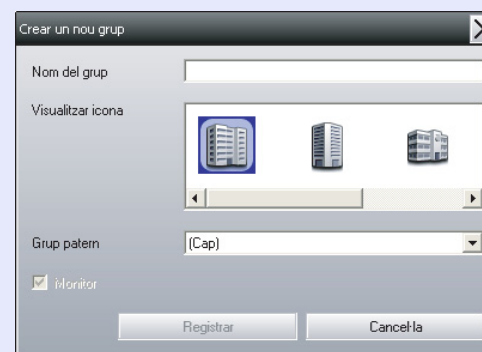 Crear un nou grup
Nom del grup
Visualitzar icona
Grup patern
(Cap)
Monitor
Registrar
Cancel·la